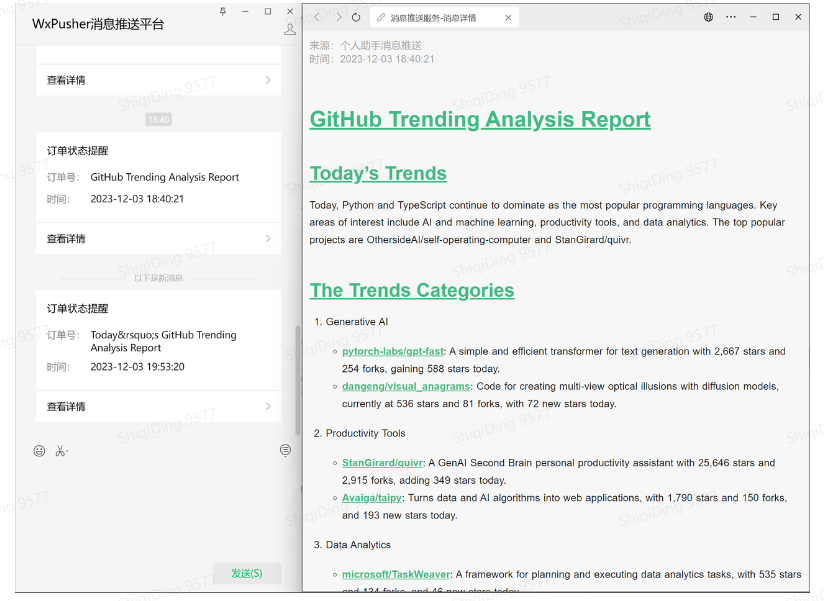 WxPusher消息推送平台
查看详情
18:40
订单状态提醒
订单号： GitHub Trending Analysis Report
时间： 2023-12-03 18:40:21
查看详情
以下是新消息
订单状态提醒
订单号： Today&rsquo;s GitHub Trending
Analysis Report
时间： 2023-12-03 19:53:20
查看详情
发送(S)
消息推送服务-消息详情
来源：个人助手消息推送
时间：2023-12-03 18:40:21
GitHub Trending Analysis Report
Today’s Trends
Today, Python and TypeScript continue to dominate as the most popular programming languages. Key
areas of interest include AI and machine learning, productivity tools, and data analytics. The top popular
projects are OthersideAI/self-operating-computer and StanGirard/quivr.
The Trends Categories
1. Generative AI
pytorch-labs/gpt-fast: A simple and efficient transformer for text generation with 2,667 stars and
254 forks, gaining 588 stars today.
dangeng/visual_anagrams: Code for creating multi-view optical illusions with diffusion models,
currently at 536 stars and 81 forks, with 72 new stars today.
2. Productivity Tools
StanGirard/quivr: A GenAI Second Brain personal productivity assistant with 25,646 stars and
2,915 forks, adding 349 stars today.
Avaiga/taipy: Turns data and AI algorithms into web applications, with 1,790 stars and 150 forks,
and 193 new stars today.
3. Data Analytics
microsoft/TaskWeaver: A framework for planning and executing data analytics tasks, with 535 stars
and 134 forks, and 46 new stars today.
ShiqiDing 9577